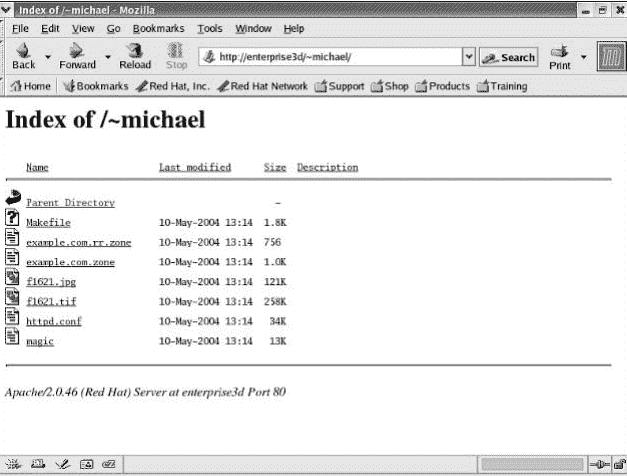 Index of /~michael - Mozilla
File Edit View Go Bookmarks Tools Window Help
Back Forward Reload Stop http://enterprise3d/~michael/ Search Print
Home Bookmarks Red Hat, Inc. Red Hat Network Support Shop Products Training
Index of /~michael
Name Last modified Size Description
Parent Directory -
Makefile 10-May-2004 13:14 1.8K
example.com.rr.zone 10-May-2004 13:14 756
example.com.zone 10-May-2004 13:14 1.0K
f1621.jpg 10-May-2004 13:14 121K
f1621.tif 10-May-2004 13:14 258K
httpd.conf 10-May-2004 13:14 34K
magic 10-May-2004 13:14 13K
Apache/2.0.46 (Red Hat) Server at enterprise3d Port 80